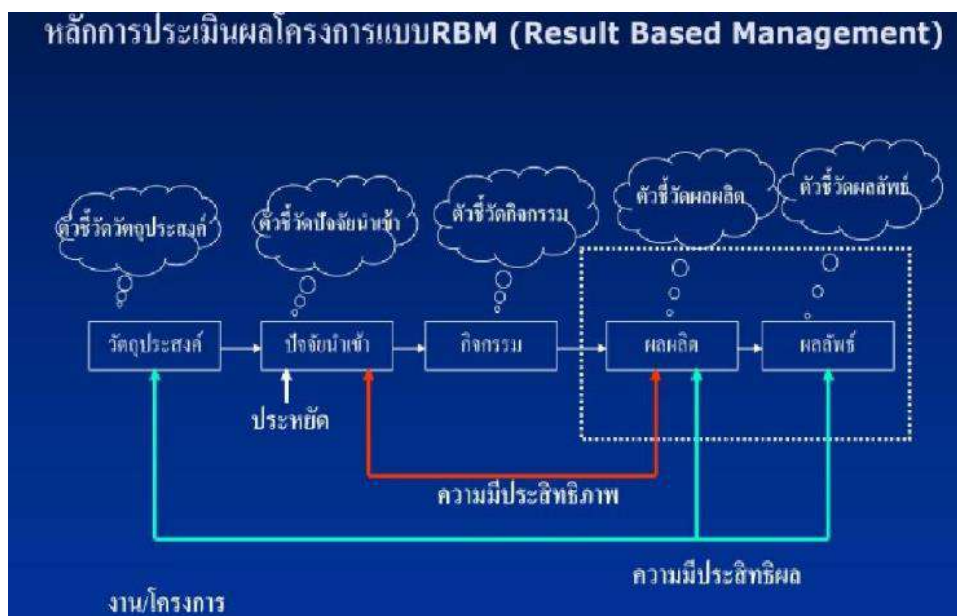 หลักการประเมินผลโครงการแบบRBM (Result Based Management)
ตัวชี้วัดวัตถุประสงค์
ตัวชี้วัดปัจจัยนำเข้า
ตัวชี้วัดกิจกรรม
ตัวชี้วัดผลผลิต
ตัวชี้วัดผลลัพธ์
วัตถุประสงค์
ปัจจัยนำเข้า
กิจกรรม
ผลผลิต
ผลลัพธ์
ประหยัด
ความมีประสิทธิภาพ
ความมีประสิทธิผล
งาน/โครงการ